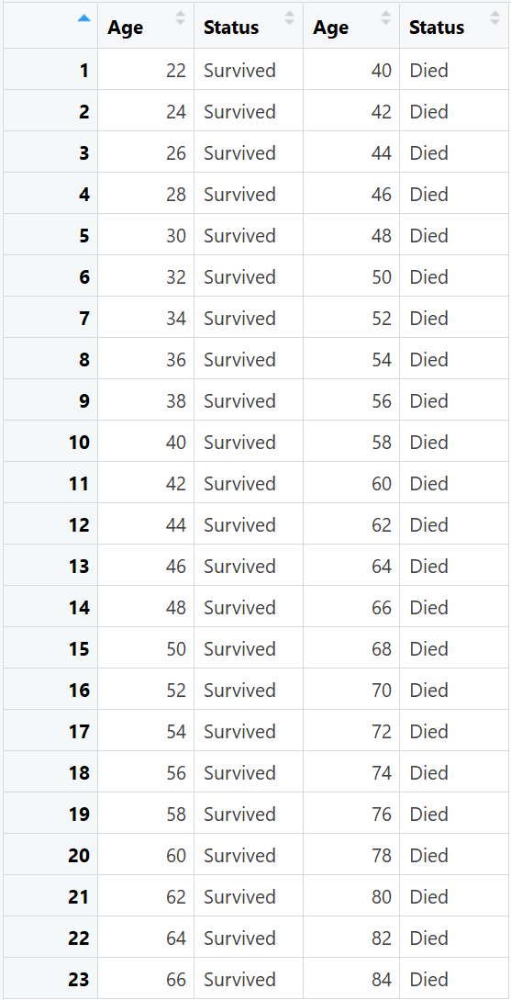 Age Status Age Status
1 22 Survived 40 Died
2 24 Survived 42 Died
3 26 Survived 44 Died
4 28 Survived 46 Died
5 30 Survived 48 Died
6 32 Survived 50 Died
7 34 Survived 52 Died
8 36 Survived 54 Died
9 38 Survived 56 Died
10 40 Survived 58 Died
11 42 Survived 60 Died
12 44 Survived 62 Died
13 46 Survived 64 Died
14 48 Survived 66 Died
15 50 Survived 68 Died
16 52 Survived 70 Died
17 54 Survived 72 Died
18 56 Survived 74 Died
19 58 Survived 76 Died
20 60 Survived 78 Died
21 62 Survived 80 Died
22 64 Survived 82 Died
23 66 Survived 84 Died